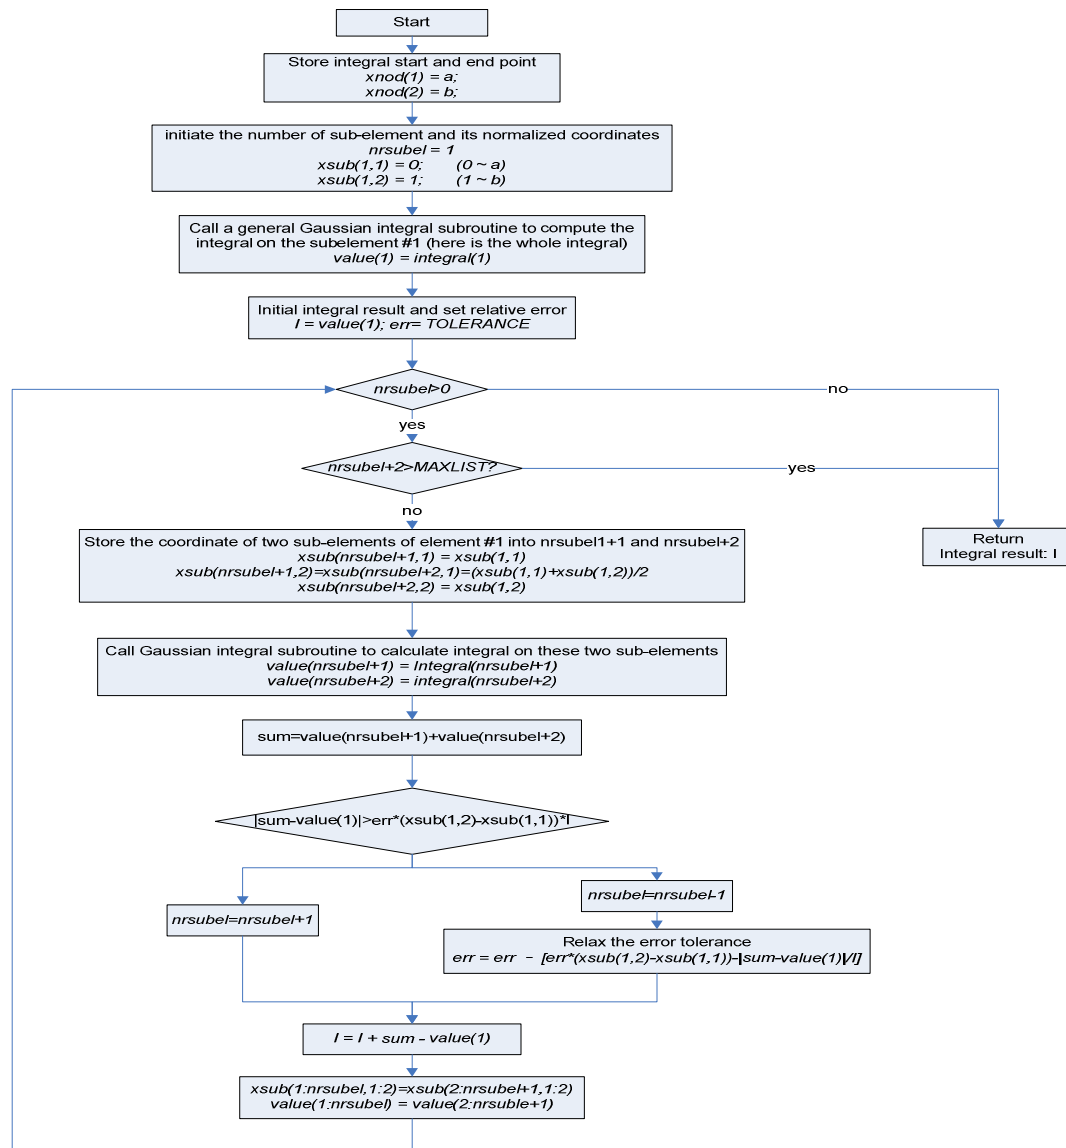 Start
Store integral start and end point
xnod(1) = a;
xnod(2) = b;
initiate the number of sub-element and its normalized coordinates
nrsubel = 1
xsub(1,1) = 0; (0 ~ a)
xsub(1,2) = 1; (1 ~ b)
Call a general Gaussian integral subroutine to compute the
integral on the subelement #1 (here is the whole integral)
value(1) = integral(1)
Initial integral result and set relative error
I = value(1); err= TOLERANCE
nrsubel>0
no
yes
nrsubel+2>MAXLIST?
yes
no
Store the coordinate of two sub-elements of element #1 into nrsubel1+1 and nrsubel+2
xsub(nrsubel+1,1) = xsub(1,1)
xsub(nrsubel+1,2)=xsub(nrsubel+2,1)=(xsub(1,1)+xsub(1,2))/2
xsub(nrsubel+2,2) = xsub(1,2)
Return
Integral result: I
Call Gaussian integral subroutine to calculate integral on these two sub-elements
value(nrsubel+1) = Integral(nrsubel+1)
value(nrsubel+2) = integral(nrsubel+2)
sum=value(nrsubel+1)+value(nrsubel+2)
|sum-value(1)|>err*(xsub(1,2)-xsub(1,1))*I
nrsubel=nrsubel+1
nrsubel=nrsubel-1
Relax the error tolerance
err = err - [err*(xsub(1,2)-xsub(1,1))-|sum-value(1)|/I]
I = I + sum - value(1)
xsub(1:nrsubel,1:2)=xsub(2:nrsubel+1,1:2)
value(1:nrsubel) = value(2:nrsuble+1)